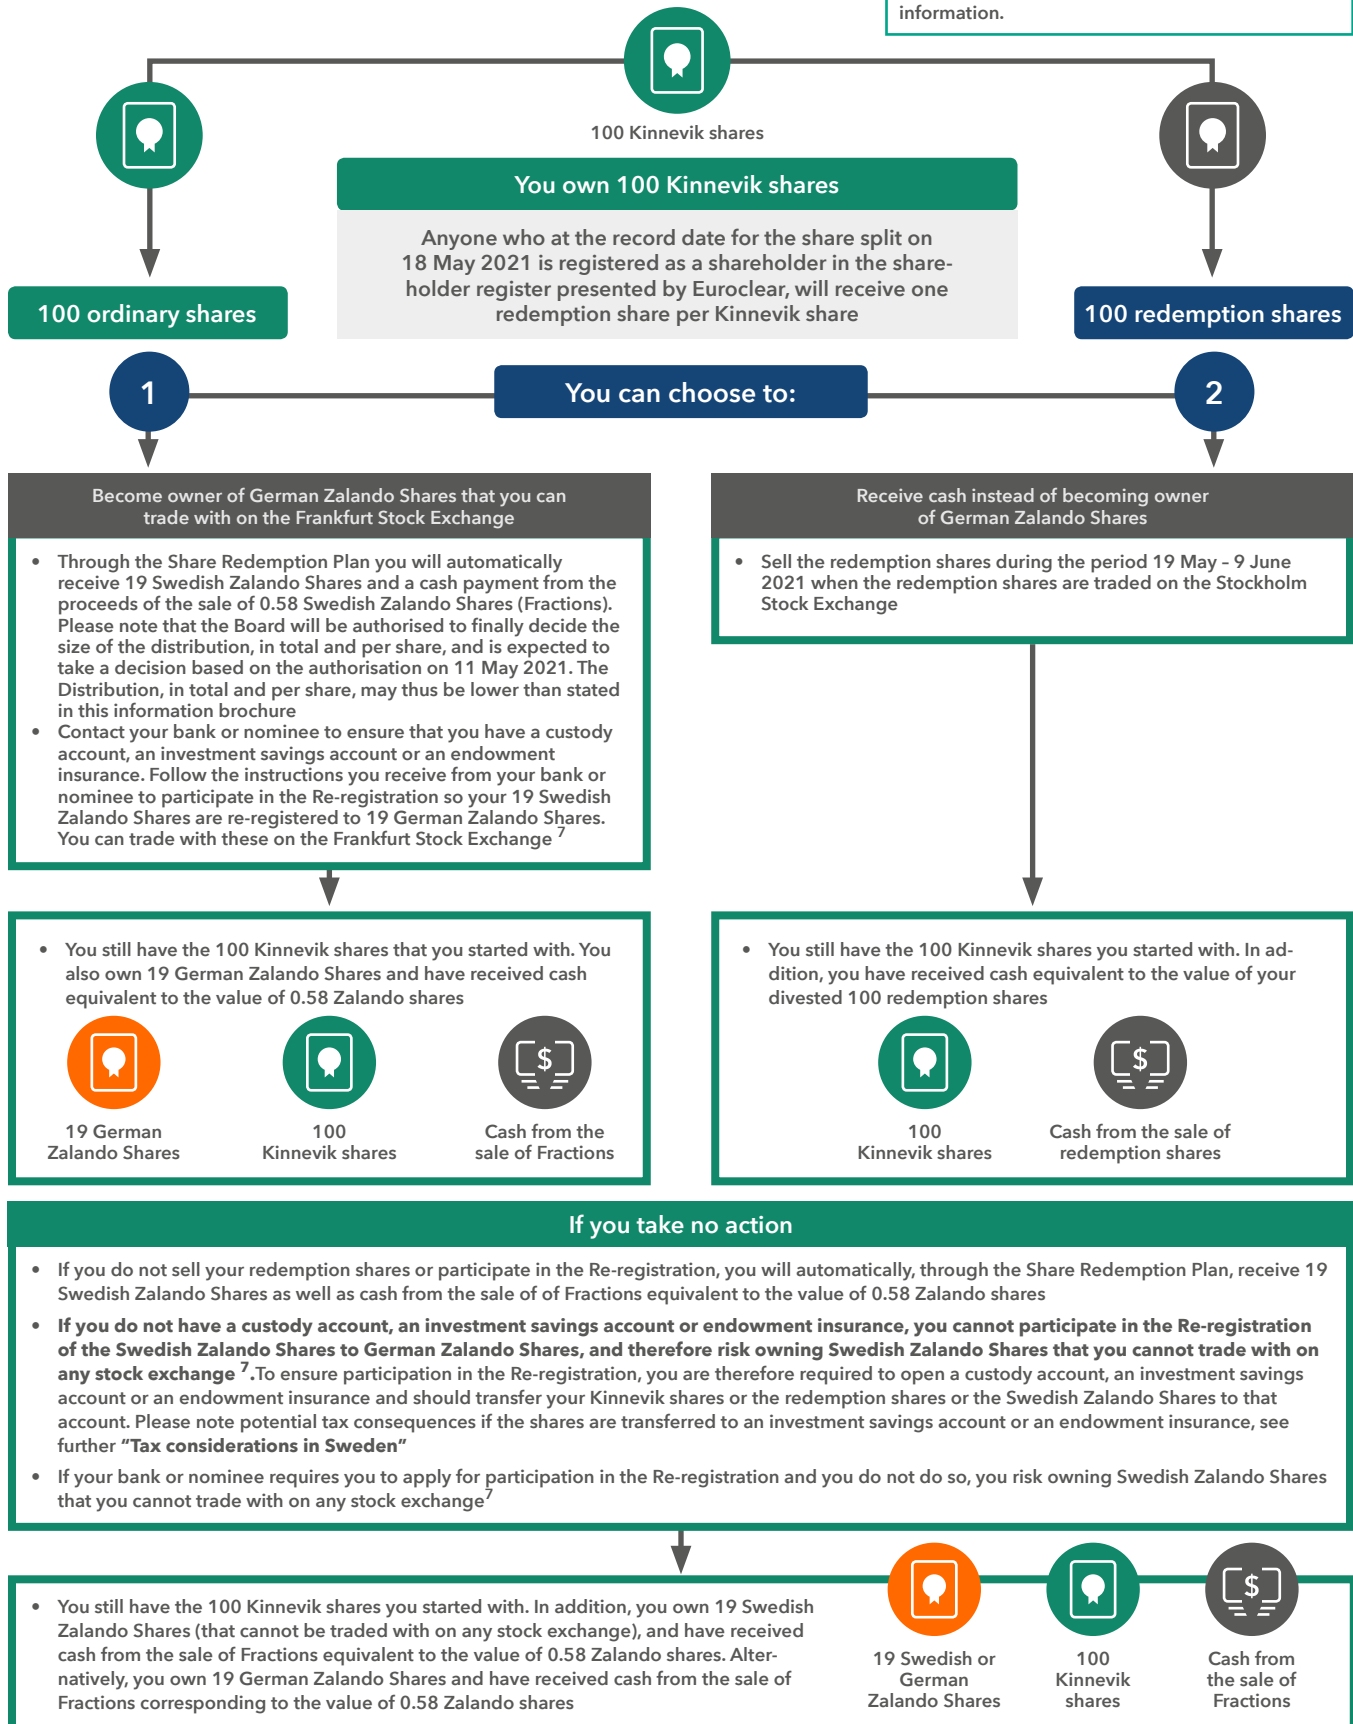 information.
100 Kinnevik shares
You own 100 Kinnevik shares
Anyone who at the record date for the share split on
18 May 2021 is registered as a shareholder in the share-
holder register presented by Euroclear, will receive one
redemption share per Kinnevik share
100 ordinary shares
100 redemption shares
1
You can choose to:
2
Become owner of German Zalando Shares that you can
trade with on the Frankfurt Stock Exchange
• Through the Share Redemption Plan you will automatically
receive 19 Swedish Zalando Shares and a cash payment from the
proceeds of the sale of 0.58 Swedish Zalando Shares (Fractions).
Please note that the Board will be authorised to finally decide the
size of the distribution, in total and per share, and is expected to
take a decision based on the authorisation on 11 May 2021. The
Distribution, in total and per share, may thus be lower than stated
in this information brochure
• Contact your bank or nominee to ensure that you have a custody
account, an investment savings account or an endowment
insurance. Follow the instructions you receive from your bank or
nominee to participate in the Re-registration so your 19 Swedish
Zalando Shares are re-registered to 19 German Zalando Shares.
You can trade with these on the Frankfurt Stock Exchange 7
Receive cash instead of becoming owner
of German Zalando Shares
• Sell the redemption shares during the period 19 May – 9 June
2021 when the redemption shares are traded on the Stockholm
Stock Exchange
• You still have the 100 Kinnevik shares that you started with. You
also own 19 German Zalando Shares and have received cash
equivalent to the value of 0.58 Zalando shares
$
19 German
Zalando Shares
100
Kinnevik shares
Cash from the
sale of Fractions
• You still have the 100 Kinnevik shares you started with. In ad-
dition, you have received cash equivalent to the value of your
divested 100 redemption shares
$
100
Kinnevik shares
Cash from the sale of
redemption shares
If you take no action
• If you do not sell your redemption shares or participate in the Re-registration, you will automatically, through the Share Redemption Plan, receive 19
Swedish Zalando Shares as well as cash from the sale of of Fractions equivalent to the value of 0.58 Zalando shares
• If you do not have a custody account, an investment savings account or endowment insurance, you cannot participate in the Re-registration
of the Swedish Zalando Shares to German Zalando Shares, and therefore risk owning Swedish Zalando Shares that you cannot trade with on
any stock exchange 7.To ensure participation in the Re-registration, you are therefore required to open a custody account, an investment savings
account or an endowment insurance and should transfer your Kinnevik shares or the redemption shares or the Swedish Zalando Shares to that
account. Please note potential tax consequences if the shares are transferred to an investment savings account or an endowment insurance, see
further “Tax considerations in Sweden”
• If your bank or nominee requires you to apply for participation in the Re-registration and you do not do so, you risk owning Swedish Zalando Shares
that you cannot trade with on any stock exchange7
• You still have the 100 Kinnevik shares you started with. In addition, you own 19 Swedish
Zalando Shares (that cannot be traded with on any stock exchange), and have received
cash from the sale of Fractions equivalent to the value of 0.58 Zalando shares. Alter-
natively, you own 19 German Zalando Shares and have received cash from the sale of
Fractions corresponding to the value of 0.58 Zalando shares
$
19 Swedish or
German
Zalando Shares
100
Kinnevik
shares
Cash from
the sale of
Fractions